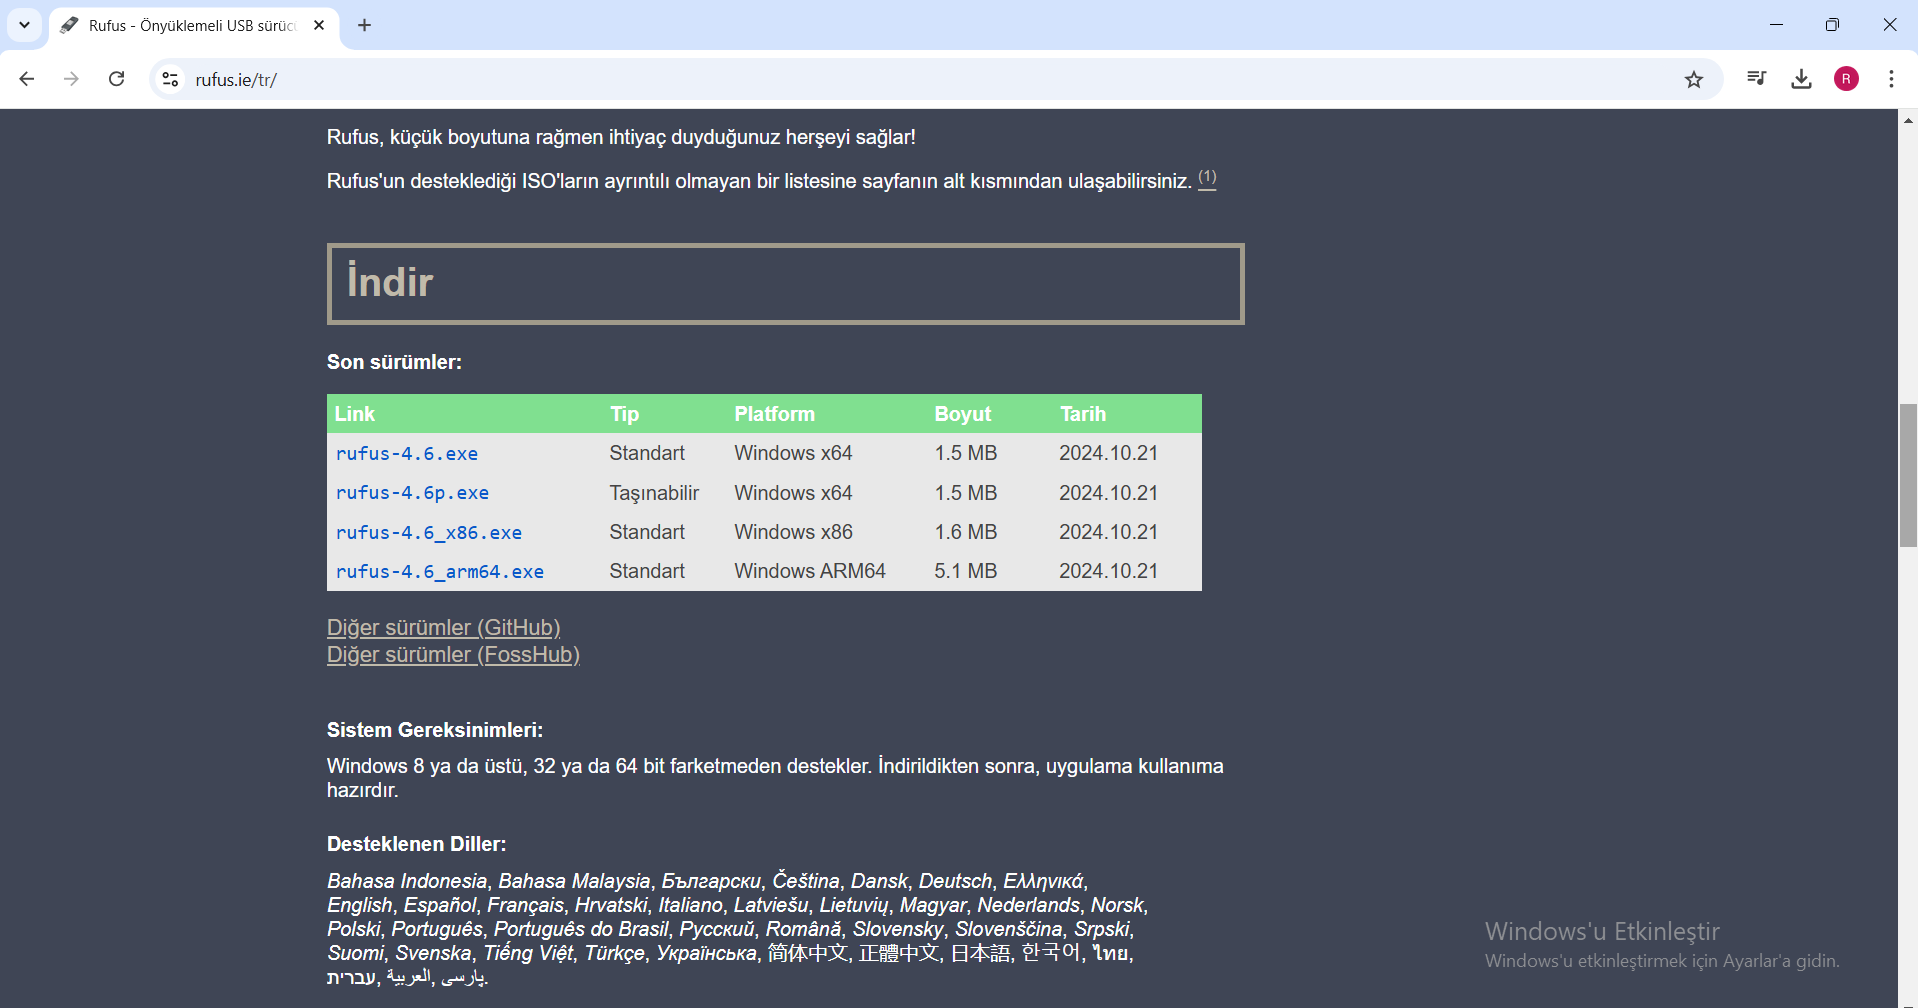 Rufus - Önyüklemeli USB sürüc
rufus.ie/tr/
R
Rufus, küçük boyutuna rağmen ihtiyaç duyduğunuz herşeyi sağlar!
Rufus'un desteklediği ISO'ların ayrıntılı olmayan bir listesine sayfanın alt kısmından ulaşabilirsiniz. (1)
İndir
Son sürümler:
Link Tip Platform Boyut Tarih
rufus-4.6.exe Standart Windows x64 1.5 MB 2024.10.21
rufus-4.6p.exe Taşınabilir Windows x64 1.5 MB 2024.10.21
rufus-4.6_x86.exe Standart Windows x86 1.6 MB 2024.10.21
rufus-4.6_arm64.exe Standart Windows ARM64 5.1 MB 2024.10.21
Diğer sürümler (GitHub)
Diğer sürümler (FossHub)
Sistem Gereksinimleri:
Windows 8 ya da üstü, 32 ya da 64 bit farketmeden destekler. İndirildikten sonra, uygulama kullanıma
hazırdır.
Desteklenen Diller:
Bahasa Indonesia, Bahasa Malaysia, Български, Čeština, Dansk, Deutsch, Ελληνικά,
English, Español, Français, Hrvatski, Italiano, Latviešu, Lietuvių, Magyar, Nederlands, Norsk,
Polski, Português, Português do Brasil, Русский, Română, Slovensky, Slovenščina, Srpski,
Suomi, Svenska, Tiếng Việt, Türkçe, Українська, 简体中文, 正體中文, 日本語, 한국어, ไทย,
עברית, العربية, پارسی.
Windows'u Etkinleştir
Windows'u etkinleştirmek için Ayarlar'a gidin.